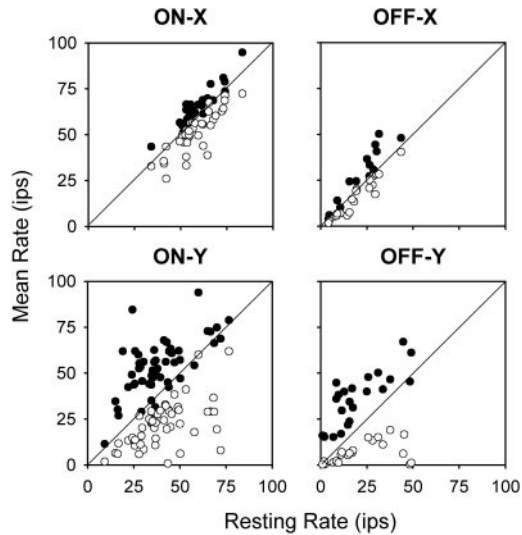 ON-X OFF-X
100
75
50
25
0
ON-Y OFF-Y
100
75
50
25
0
0 25 50 75 100 0 25 50 75 100
Mean Rate (ips)
Resting Rate (ips)